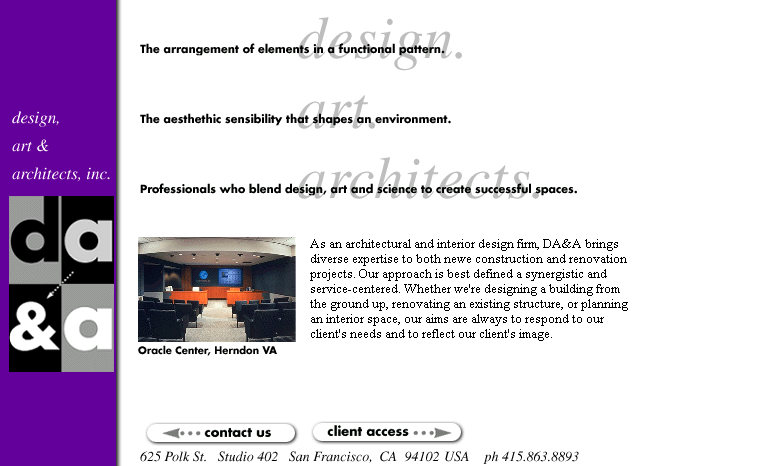 design.
The arrangement of elements in a functional pattern.
art.
The aesthethic sensibility that shapes an environment.
architects.
Professionals who blend design, art and science to create successful spaces.
design,
art &
architects, inc.
da
&a
As an architectural and interior design firm, DA&A brings
diverse expertise to both newe construction and renovation
projects. Our approach is best defined a synergistic and
service-centered. Whether we're designing a building from
the ground up, renovating an existing structure, or planning
an interior space, our aims are always to respond to our
client's needs and to reflect our client's image.
Oracle Center, Herndon VA
contact us
client access
625 Polk St. Studio 402 San Francisco, CA 94102 USA ph 415.863.8893